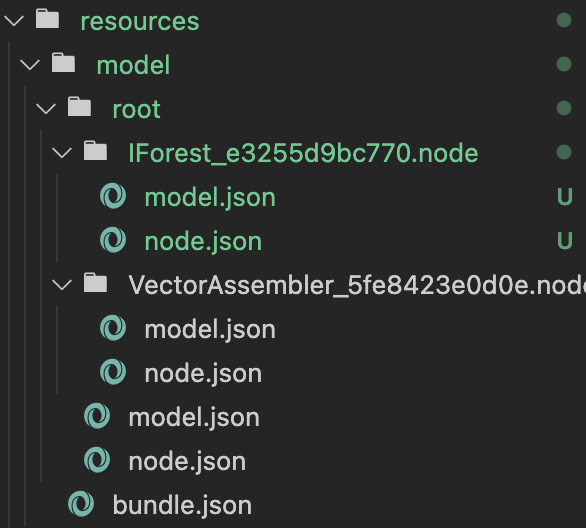 resources
model
root
IForest_e3255d9bc770.node
model.json U
node.json U
VectorAssembler_5fe8423e0d0e.node
model.json
node.json
model.json
node.json
bundle.json